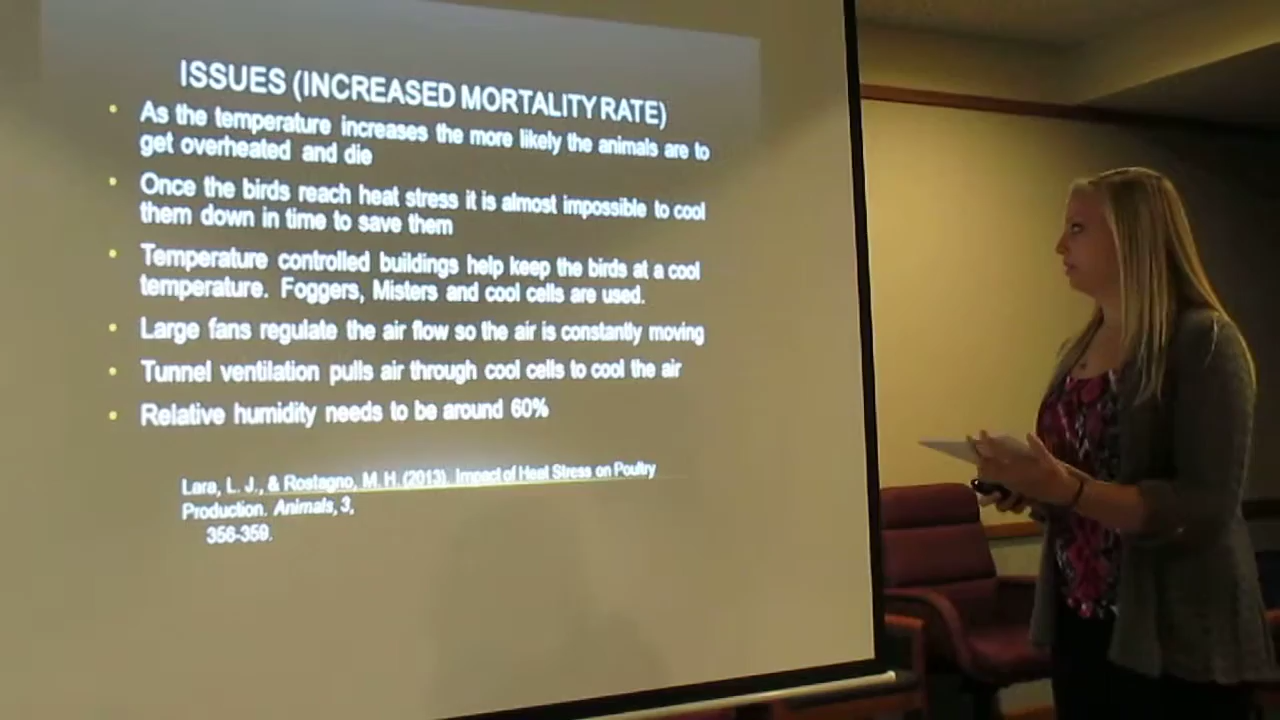 ISSUES (INCREASED MORTALITY RATE)
• As the temperature increases the more likely the animals are to
get overheated and die
• Once the birds reach heat stress it is almost impossible to cool
them down in time to save them
• Temperature controlled buildings help keep the birds at a cool
temperature. Foggers, Misters and cool cells are used.
• Large fans regulate the air flow so the air is constantly moving
• Tunnel ventilation pulls air through cool cells to cool the air
• Relative humidity needs to be around 60%
Lara, L. J., & Rostagno, M. H. (2013). Impact of Heat Stress on Poultry
Production. Animals, 3,
356-359.